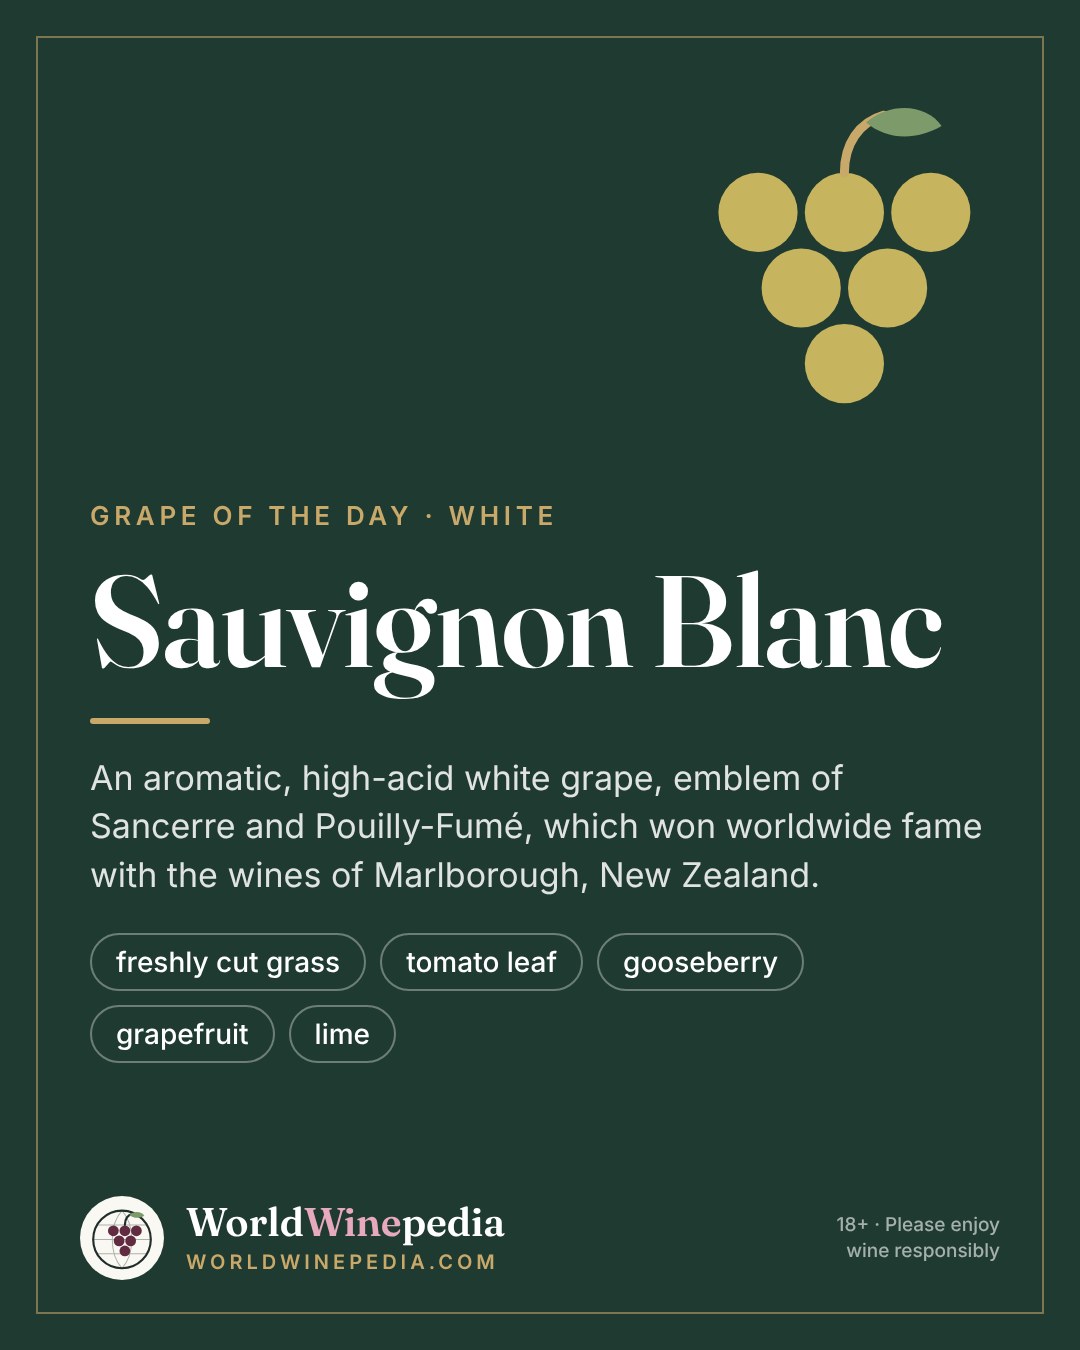 GRAPE OF THE DAY · WHITE
Sauvignon Blanc
An aromatic, high-acid white grape, emblem of
Sancerre and Pouilly-Fumé, which won worldwide fame
with the wines of Marlborough, New Zealand.
freshly cut grass tomato leaf gooseberry
grapefruit lime
WorldWinepedia
WORLDWINEPEDIA.COM
18+ · Please enjoy
wine responsibly